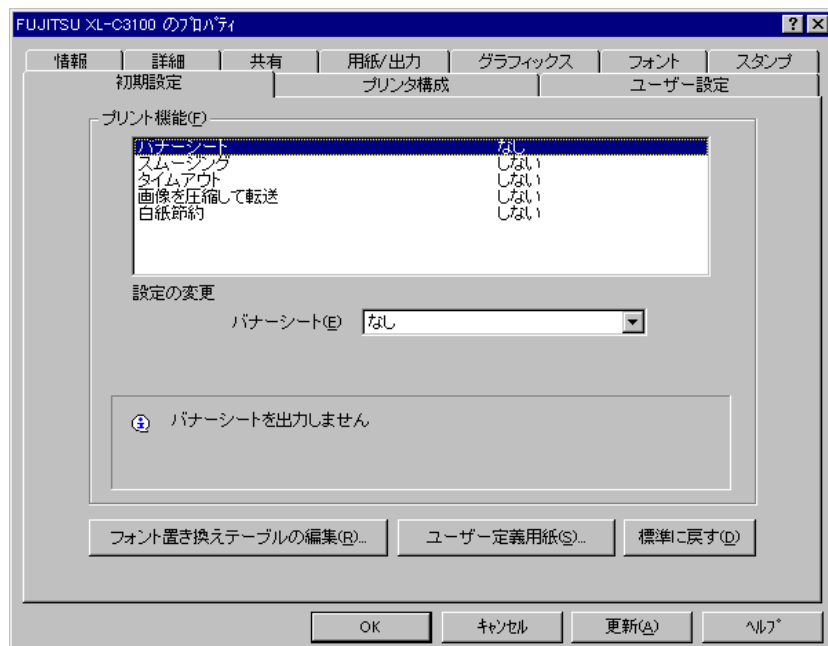 FUJITSU XL-C3100 のﾌﾟﾛﾊﾟﾃｨ
情報 詳細 共有 用紙/出力 グラフィックス フォント スタンプ
初期設定 プリンタ構成 ユーザー設定
プリント機能(F)
バナーシート なし
スムージング しない
タイムアウト しない
画像を圧縮して転送 しない
白紙節約 しない
設定の変更
バナーシート(E) なし
バナーシートを出力しません
フォント置き換えテーブルの編集(R)... ユーザー定義用紙(S)... 標準に戻す(D)
OK ｷｬﾝｾﾙ 更新(A) ﾍﾙﾌﾟ